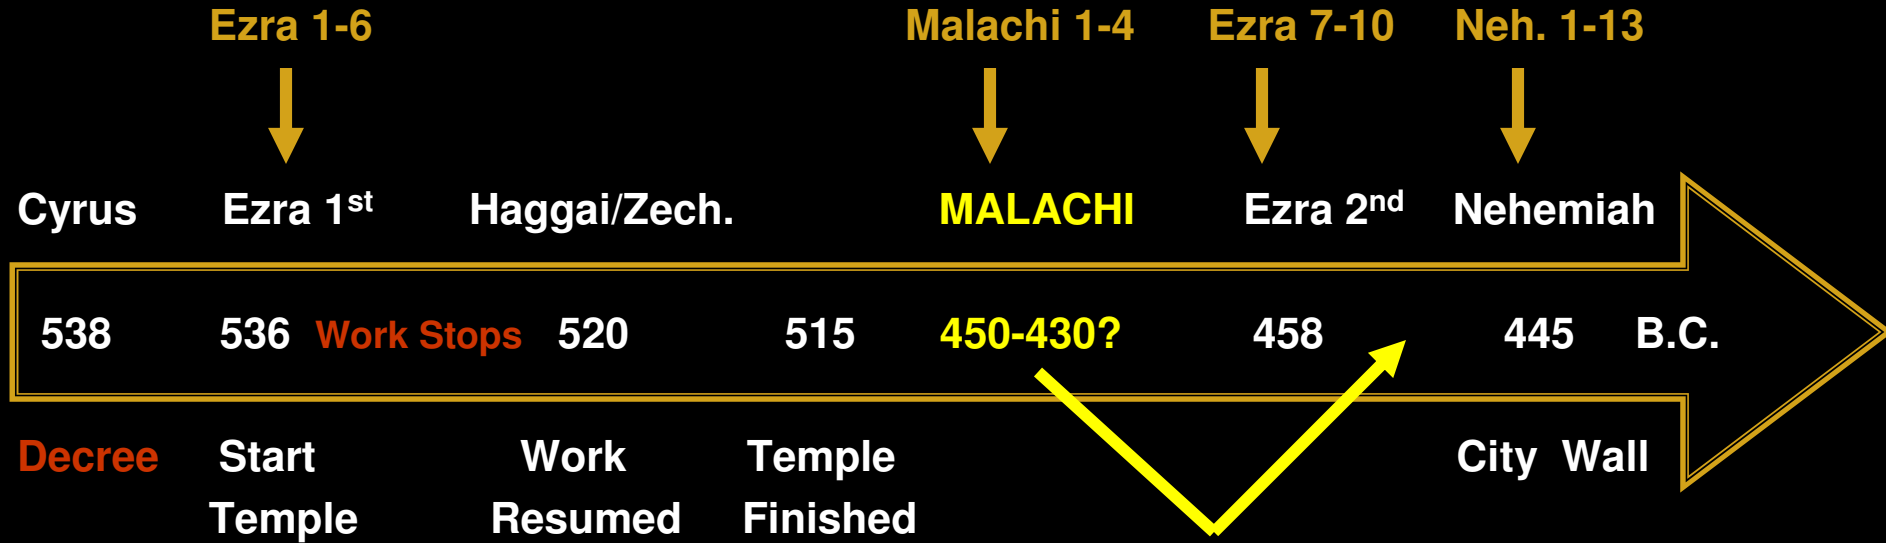 Ezra 1-6 Malachi 1-4 Ezra 7-10 Neh. 1-13
Cyrus Ezra 1st Haggai/Zech. MALACHI Ezra 2nd Nehemiah
538 536 Work Stops 520 515 450-430? 458 445 B.C.
Decree Start Work Temple City Wall
Temple Resumed Finished